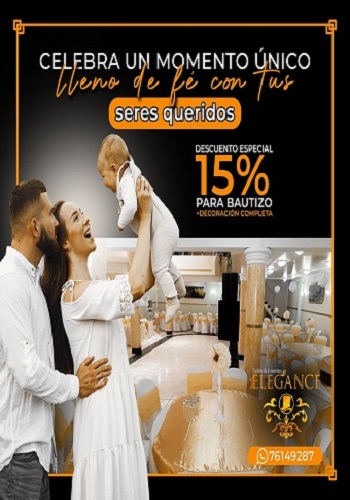 CELEBRA UN MOMENTO ÚNICO
lleno de fé con tus
seres queridos
DESCUENTO ESPECIAL
15%
PARA BAUTIZO
+DECORACIÓN COMPLETA
ELEGANCE
76149287